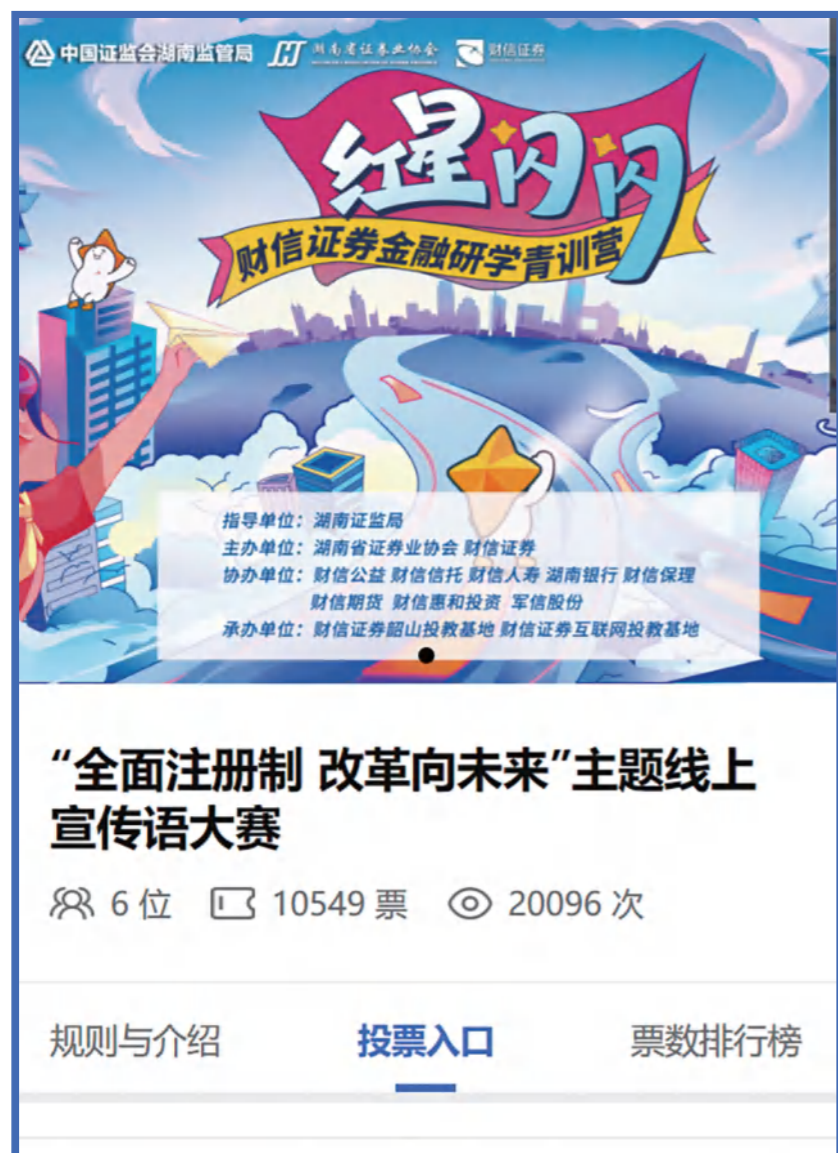 中国证监会湖南监管局 湖南省证券业协会 财信证券
红星闪闪
财信证券金融研学青训营
指导单位：湖南证监局
主办单位：湖南省证券业协会 财信证券
协办单位：财信公益 财信信托 财信人寿 湖南银行 财信保理
财信期货 财信惠和投资 军信股份
承办单位：财信证券韶山投教基地 财信证券互联网投教基地
“全面注册制 改革向未来”主题线上
宣传语大赛
6 位 10549 票 20096 次
规则与介绍 投票入口 票数排行榜